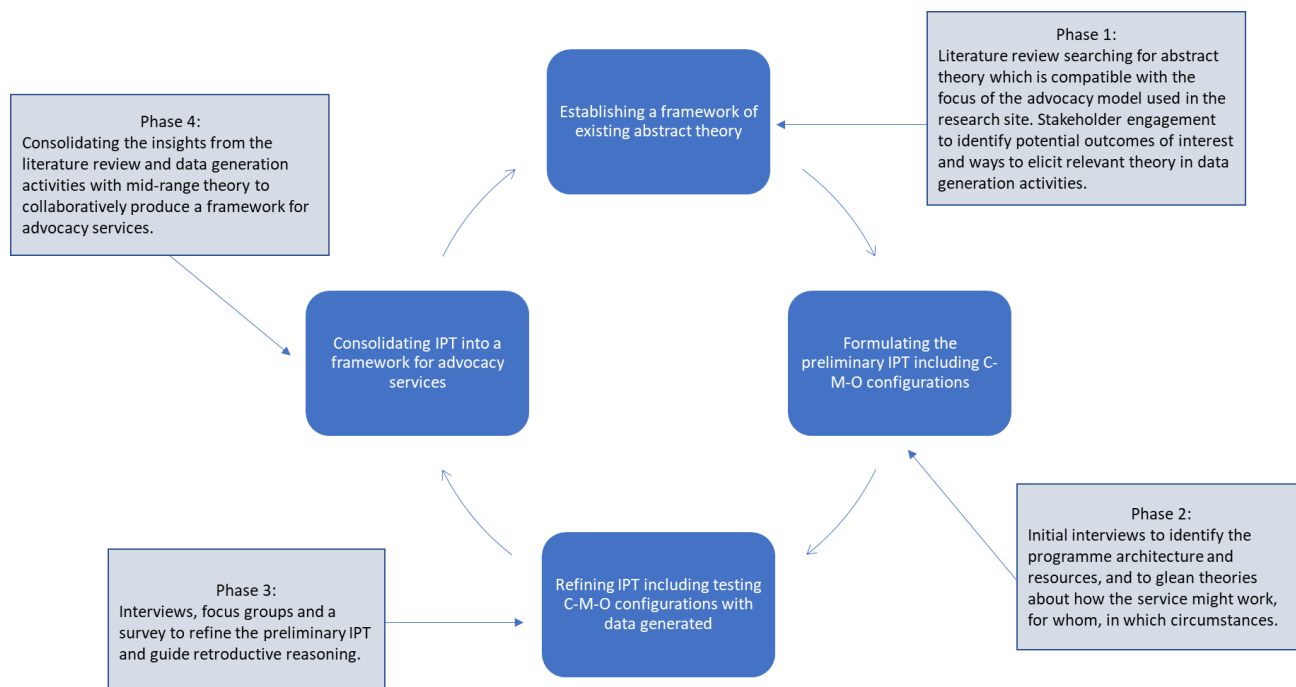 Establishing a framework of
existing abstract theory
Phase 1:
Literature review searching for abstract
theory which is compatible with the
focus of the advocacy model used in the
research site. Stakeholder engagement
to identify potential outcomes of interest
and ways to elicit relevant theory in data
generation activities.
Formulating the
preliminary IPT including C-
M-O configurations
Phase 2:
Initial interviews to identify the
programme architecture and
resources, and to glean theories
about how the service might work,
for whom, in which circumstances.
Refining IPT including testing
C-M-O configurations with
data generated
Phase 3:
Interviews, focus groups and a
survey to refine the preliminary IPT
and guide retroductive reasoning.
Consolidating IPT into a
framework for advocacy
services
Phase 4:
Consolidating the insights from the
literature review and data generation
activities with mid-range theory to
collaboratively produce a framework for
advocacy services.